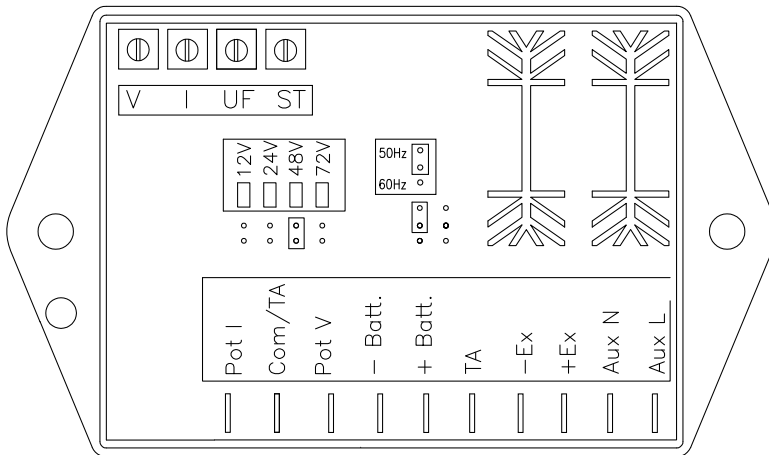 V I UF ST
12V 24V 48V 72V
50Hz
60Hz
Pot I
Com/TA
Pot V
- Batt.
+ Batt.
TA
-Ex
+Ex
Aux N
Aux L